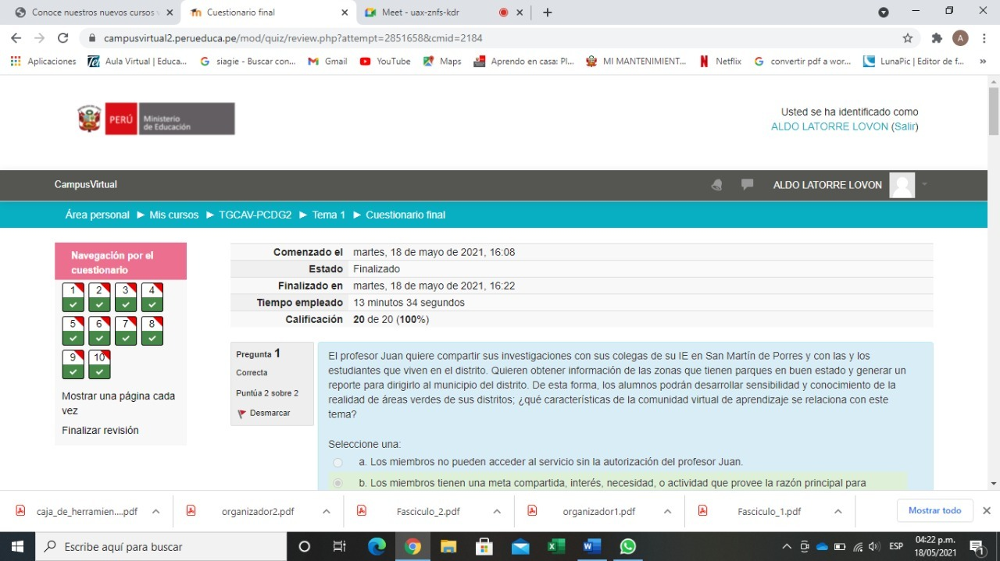 Conoce nuestros nuevos cursos v
Cuestionario final
Meet - uax-znfs-kdr
campusvirtual2.perueduca.pe/mod/quiz/review.php?attempt=2851658&cmid=2184
A
Aplicaciones
Aula Virtual | Educa...
siagie - Buscar con...
Gmail
YouTube
Maps
Aprendo en casa: Pl...
MI MANTENIMIENT...
Netflix
convertir pdf a wor...
LunaPic | Editor de f...
PERÚ
Ministerio
de Educación
Usted se ha identificado como
ALDO LATORRE LOVON (Salir)
CampusVirtual
ALDO LATORRE LOVON
Área personal ► Mis cursos ► TGCAV-PCDG2 ► Tema 1 ► Cuestionario final
Navegación por el
cuestionario
1 2 3 4
5 6 7 8
9 10
Mostrar una página cada
vez
Finalizar revisión
Comenzado el martes, 18 de mayo de 2021, 16:08
Estado Finalizado
Finalizado en martes, 18 de mayo de 2021, 16:22
Tiempo empleado 13 minutos 34 segundos
Calificación 20 de 20 (100%)
Pregunta 1
Correcta
Puntúa 2 sobre 2
Desmarcar
El profesor Juan quiere compartir sus investigaciones con sus colegas de su IE en San Martín de Porres y con las y los
estudiantes que viven en el distrito. Quieren obtener información de las zonas que tienen parques en buen estado y generar un
reporte para dirigirlo al municipio del distrito. De esta forma, los alumnos podrán desarrollar sensibilidad y conocimiento de la
realidad de áreas verdes de sus distritos; ¿qué características de la comunidad virtual de aprendizaje se relaciona con este
tema?
Seleccione una:
a. Los miembros no pueden acceder al servicio sin la autorización del profesor Juan.
b. Los miembros tienen una meta compartida, interés, necesidad, o actividad que provee la razón principal para
caja_de_herramien....pdf
organizador2.pdf
Fasciculo_2.pdf
organizador1.pdf
Fasciculo_1.pdf
Mostrar todo
Escribe aquí para buscar
ESP
04:22 p.m.
18/05/2021
1